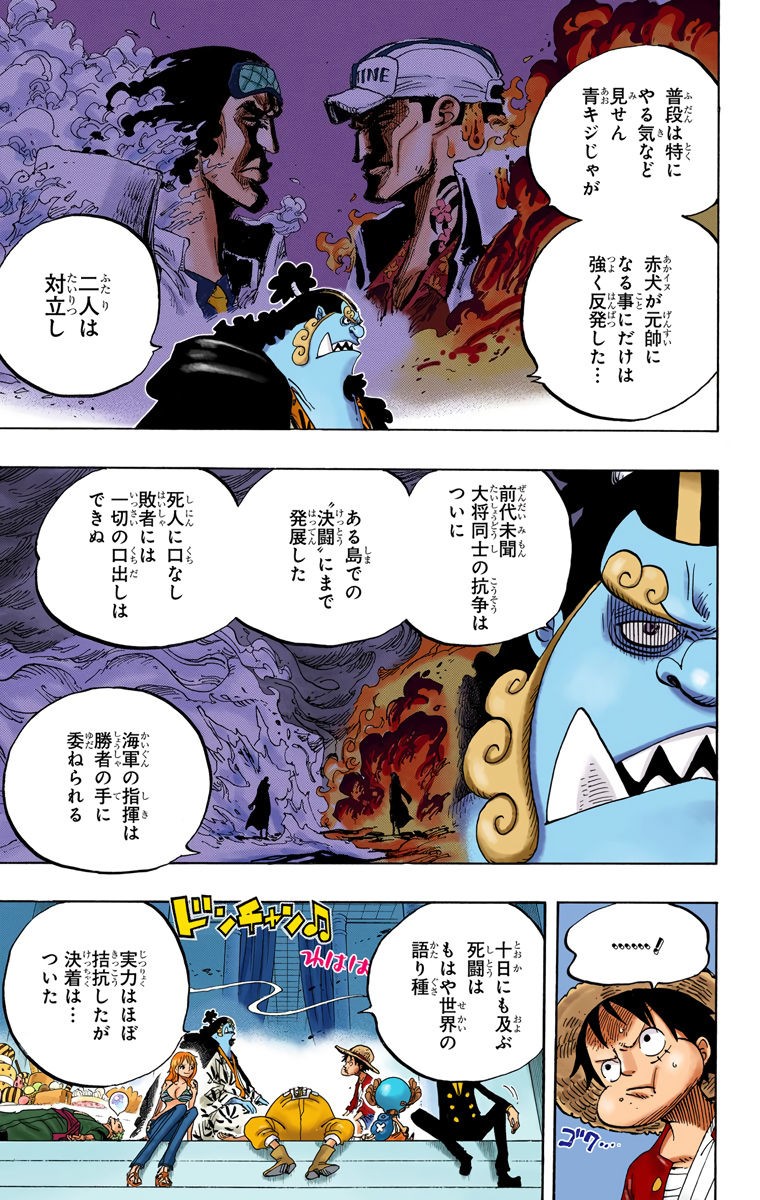 普段は特に
やる気など
見せん
青キジじゃが
赤犬が元帥に
なる事にだけは
強く反発した…
二人は
対立し
前代未聞
大将同士の抗争は
ついに
ある島での
〝決闘〟にまで
発展した
死人に口なし
敗者には
一切の口出しは
できぬ
海軍の指揮は
勝者の手に
委ねられる
……!
ゴク…
十日にも及ぶ
死闘は
もはや世界の
語り種
ドンチャン♫
わはは
実力はほぼ
拮抗したが
決着は…
ついた